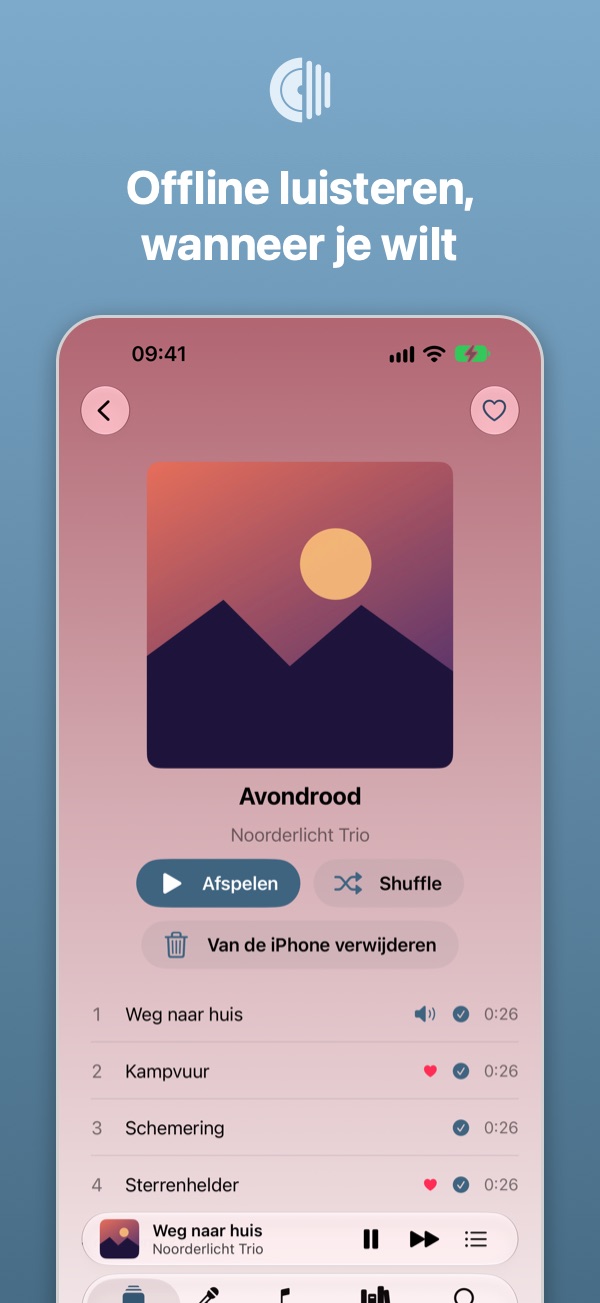 Offline luisteren,
wanneer je wilt
09:41
Avondrood
Noorderlicht Trio
Afspelen
Shuffle
Van de iPhone verwijderen
1 Weg naar huis 0:26
2 Kampvuur 0:26
3 Schemering 0:26
4 Sterrenhelder 0:26
Weg naar huis
Noorderlicht Trio